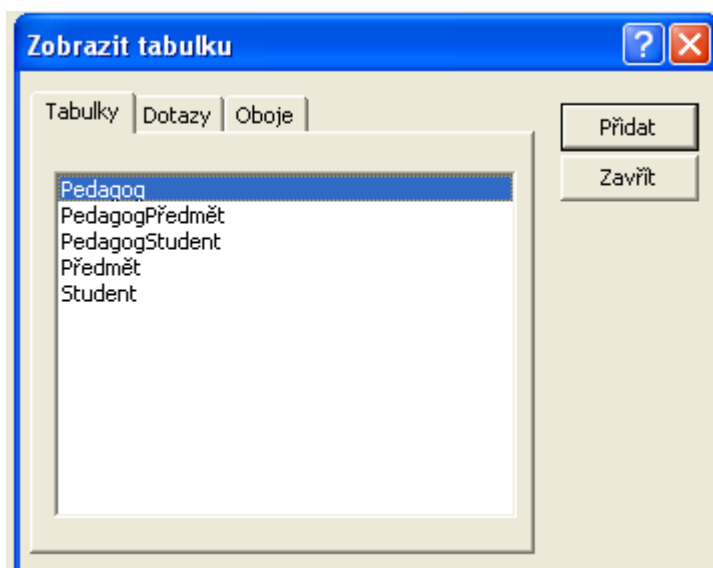 Zobrazit tabulku
Tabulky
Dotazy
Oboje
Přidat
Zavřít
Pedagog
PedagogPředmět
PedagogStudent
Předmět
Student